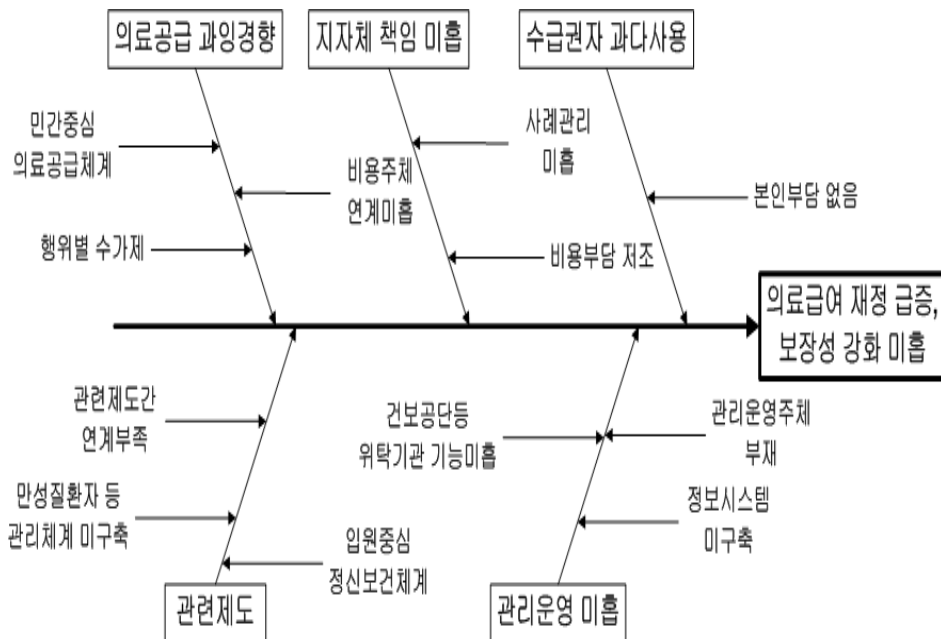 의료공급 과잉경향
지자체 책임 미흡
수급권자 과다사용
민간중심
의료공급체계
비용주체
연계미흡
행위별 수가제
사례관리
미흡
비용부담 저조
본인부담 없음
의료급여 재정 급증,
보장성 강화 미흡
관련제도간
연계부족
만성질환자 등
관리체계 미구축
입원중심
정신보건체계
관련제도
건보공단등
위탁기관 기능미흡
관리운영주체
부재
정보시스템
미구축
관리운영 미흡